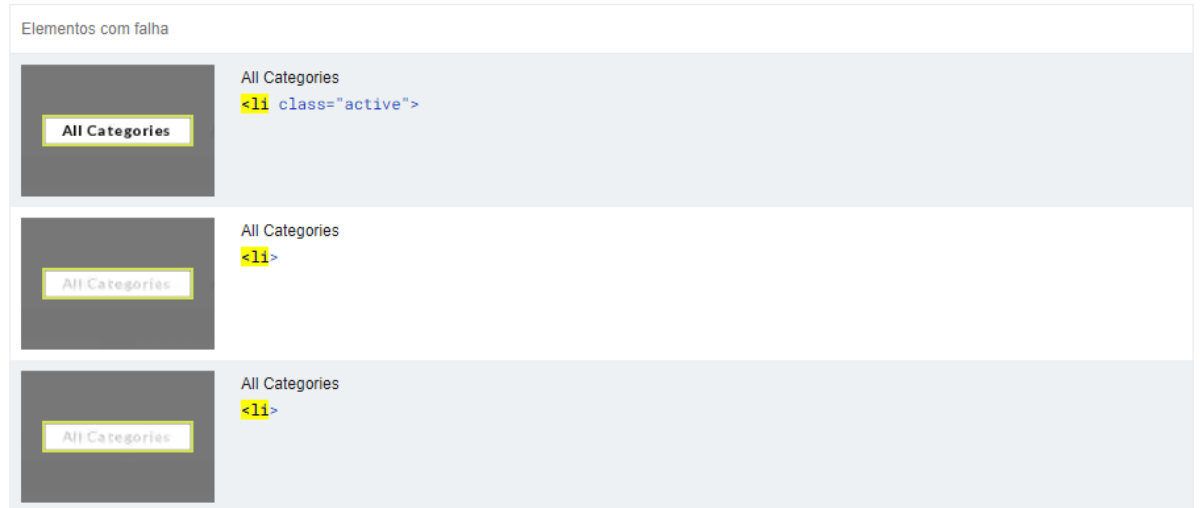 Elementos com falha
All Categories
<li class="active">
All Categories
All Categories
<li>
All Categories
All Categories
<li>
All Categories